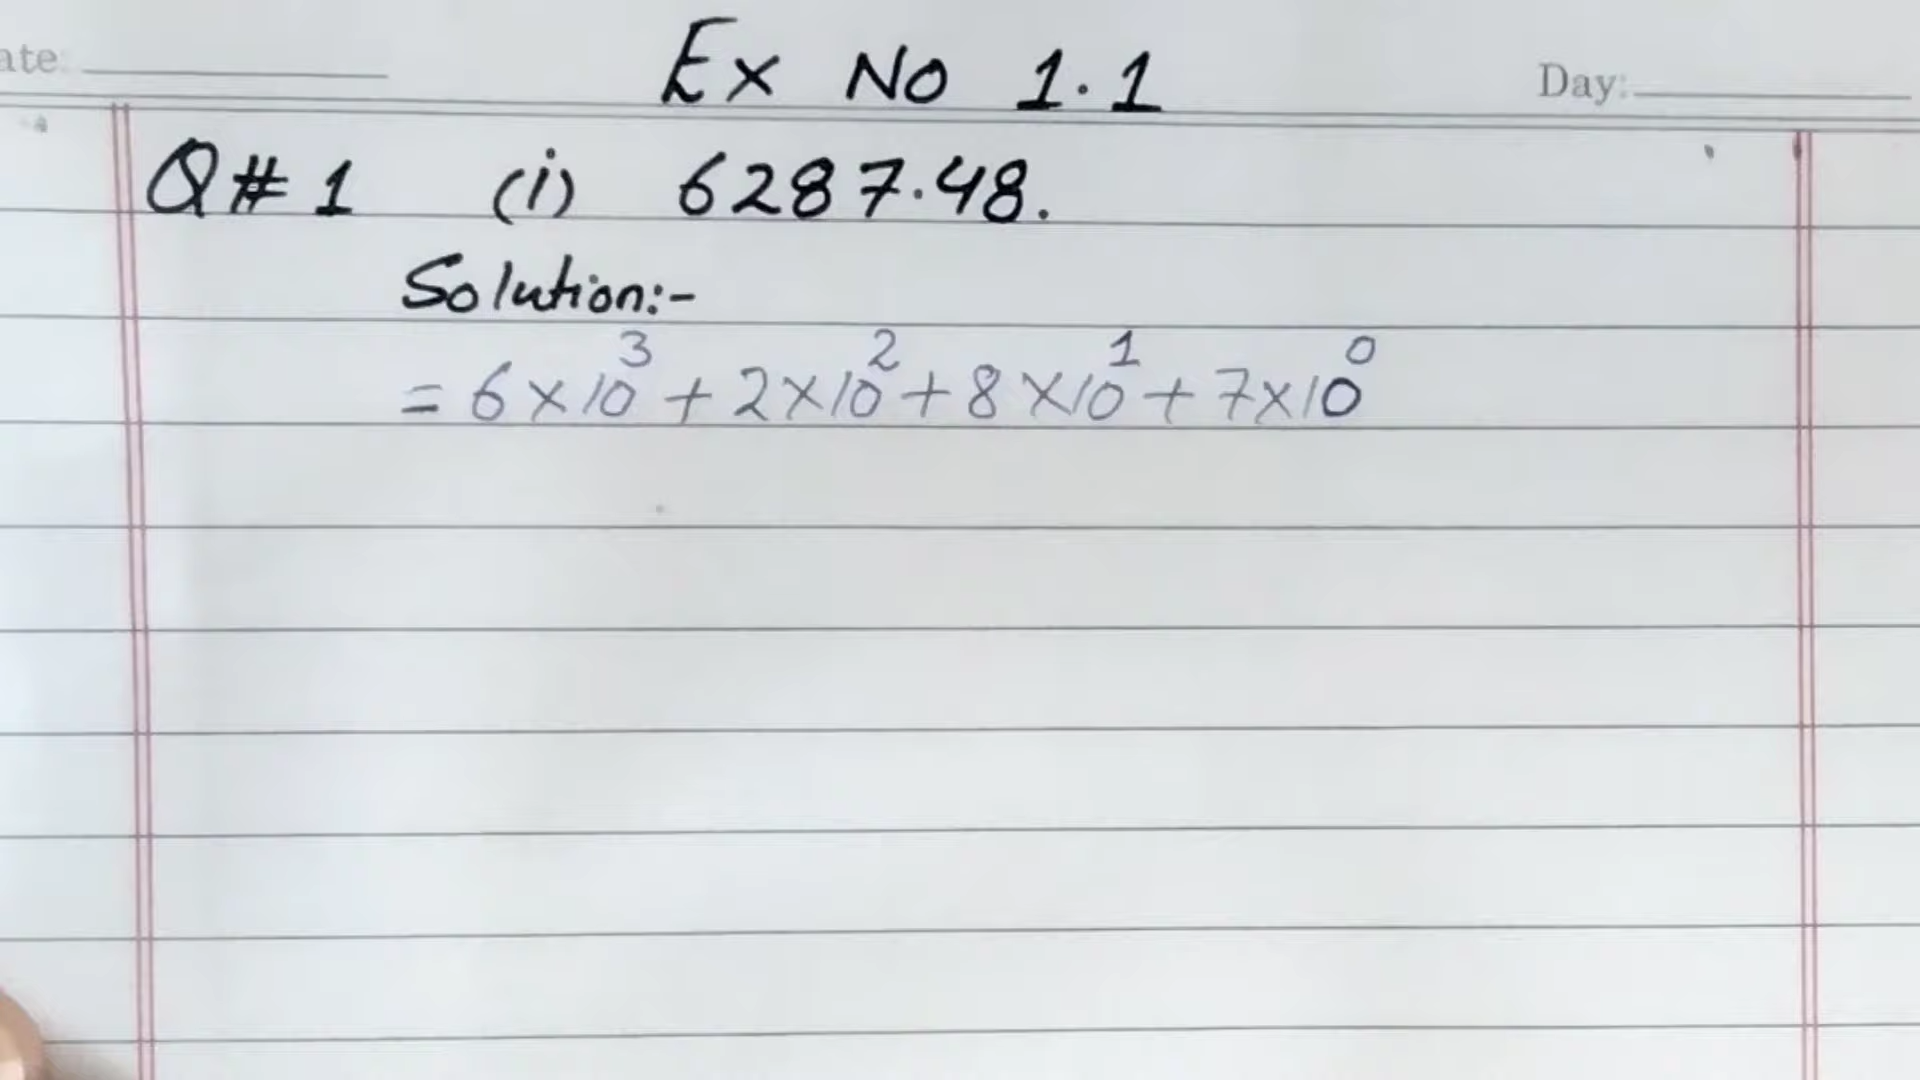 ate:
Ex No 1.1
Day:
Q# 1 (i) 6287.48.
Solution:-
= 6×10³ + 2×10² + 8×10¹ + 7×10⁰